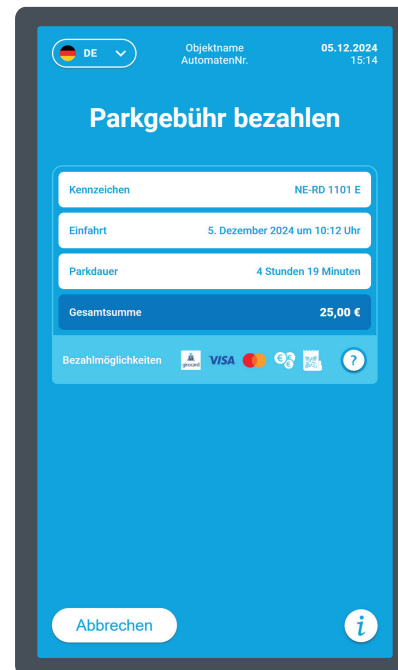 DE
Objektname
AutomatenNr.
05.12.2024
15:14
Parkgebühr bezahlen
Kennzeichen NE-RD 1101 E
Einfahrt 5. Dezember 2024 um 10:12 Uhr
Parkdauer 4 Stunden 19 Minuten
Gesamtsumme 25,00 €
Bezahlmöglichkeiten girocard VISA € € € ?
Abbrechen i